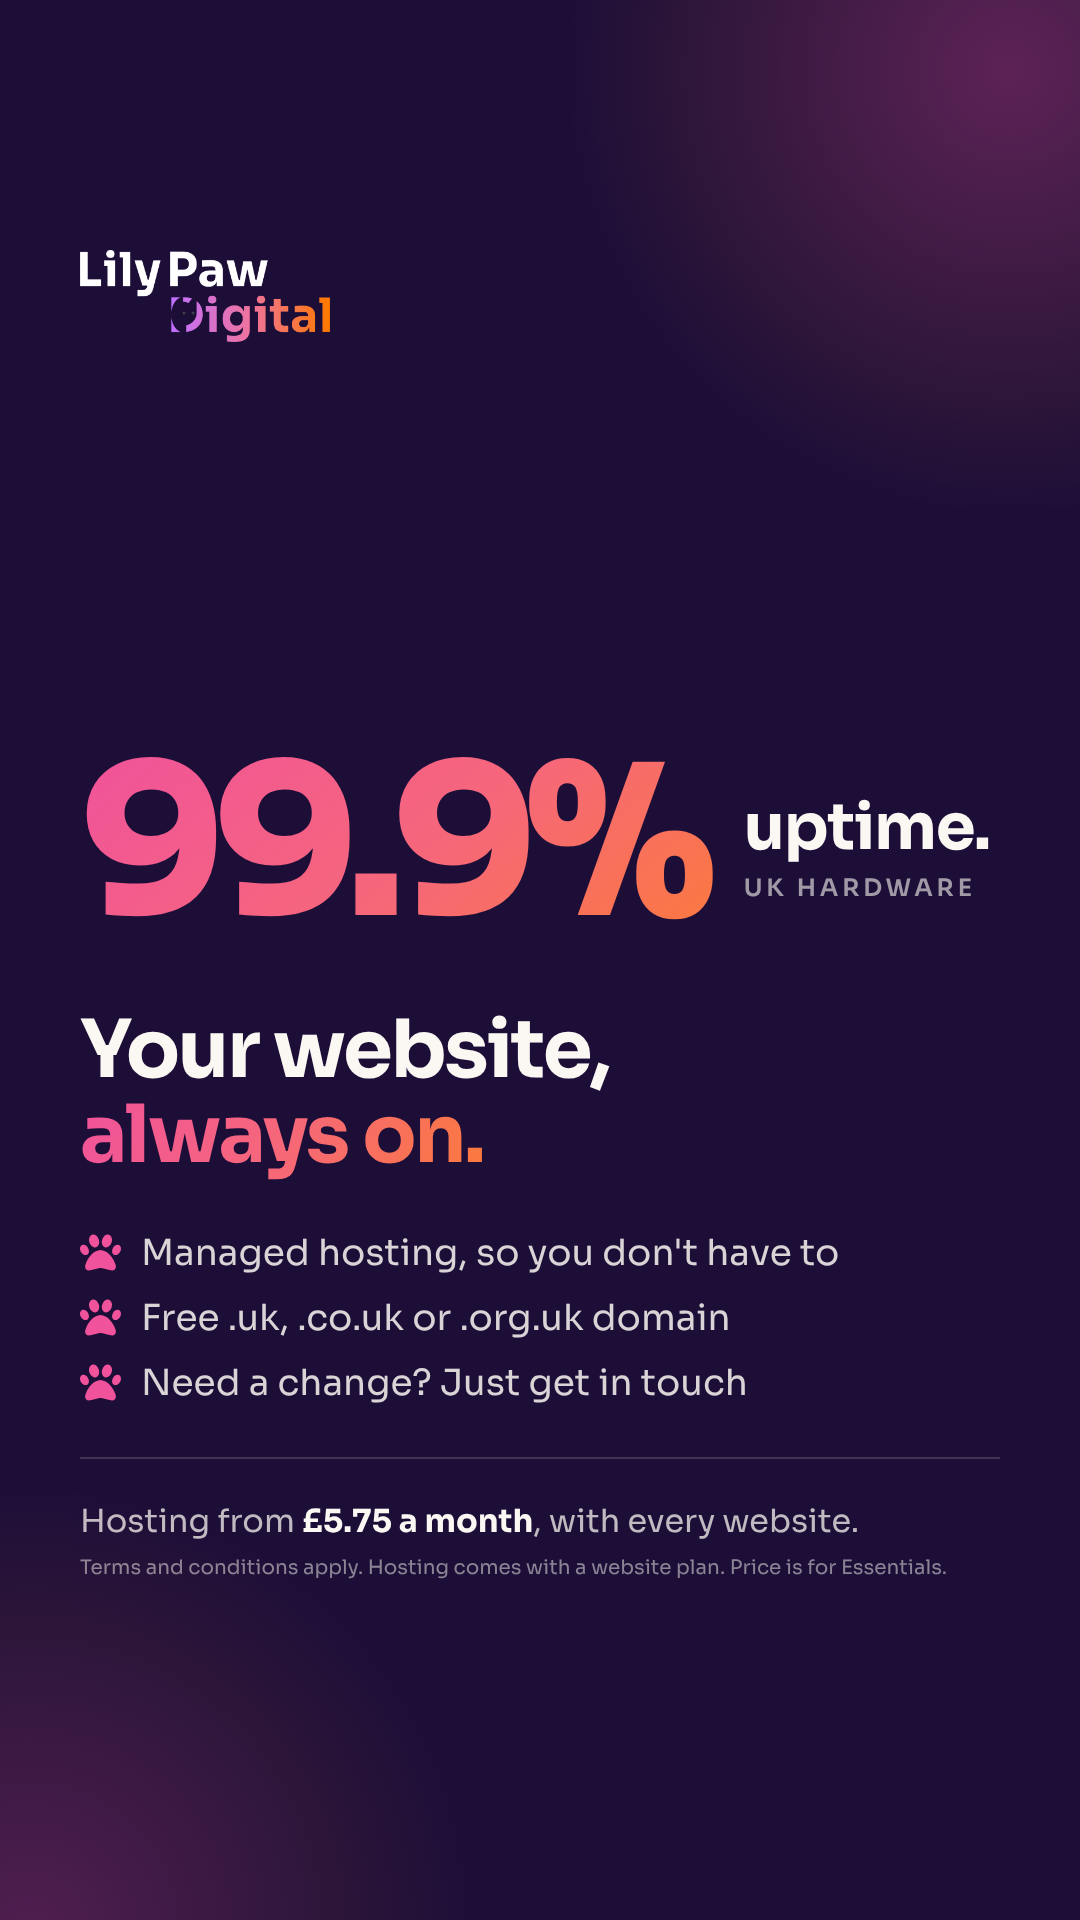 Lily Paw
Digital
99.9%
uptime.
UK HARDWARE
Your website,
always on.
Managed hosting, so you don't have to
Free .uk, .co.uk or .org.uk domain
Need a change? Just get in touch
Hosting from £5.75 a month, with every website.
Terms and conditions apply. Hosting comes with a website plan. Price is for Essentials.